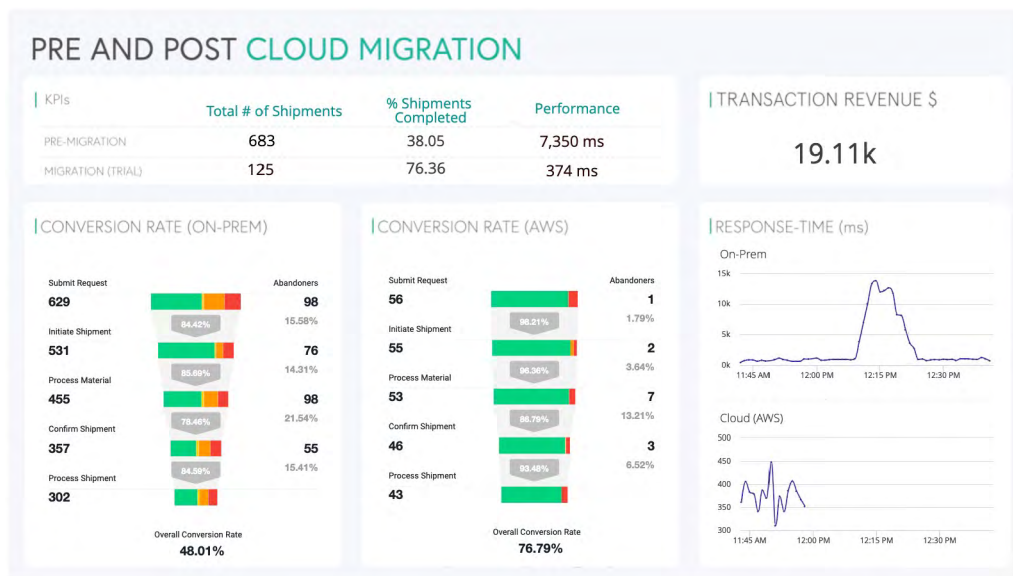 PRE AND POST CLOUD MIGRATION
KPIs
Total # of Shipments
% Shipments
Completed
Performance
PRE-MIGRATION 683 38.05 7,350 ms
MIGRATION (TRIAL) 125 76.36 374 ms
TRANSACTION REVENUE $
19.11k
CONVERSION RATE (ON-PREM)
Submit Request Abandoners
629 98
84.42% 15.58%
Initiate Shipment
531 76
85.69% 14.31%
Process Material
455 98
78.46% 21.54%
Confirm Shipment
357 55
84.59% 15.41%
Process Shipment
302
Overall Conversion Rate
48.01%
CONVERSION RATE (AWS)
Submit Request Abandoners
56 1
98.21% 1.79%
Initiate Shipment
55 2
96.36% 3.64%
Process Material
53 7
86.79% 13.21%
Confirm Shipment
46 3
93.48% 6.52%
Process Shipment
43
Overall Conversion Rate
76.79%
RESPONSE-TIME (ms)
On-Prem
15k
10k
5k
0k
11:45 AM 12:00 PM 12:15 PM 12:30 PM
Cloud (AWS)
500
450
400
350
300
11:45 AM 12:00 PM 12:15 PM 12:30 PM